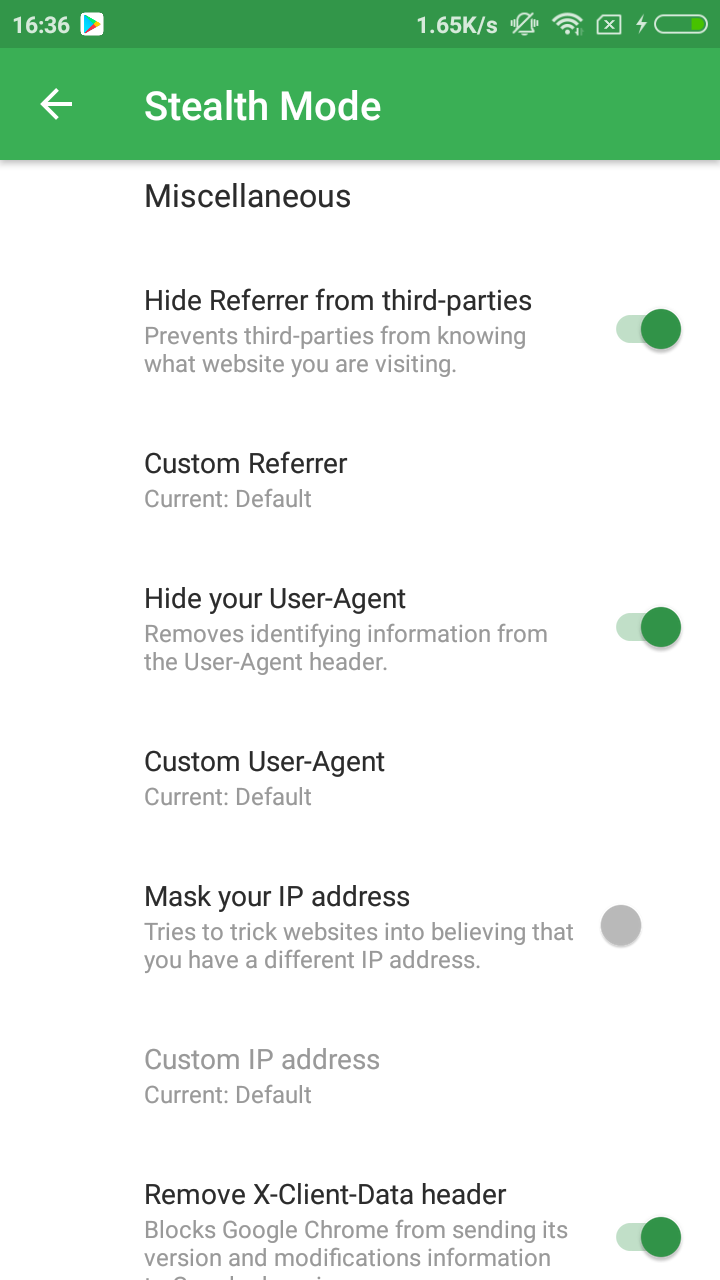 16:36
1.65K/s
Stealth Mode
Miscellaneous
Hide Referrer from third-parties
Prevents third-parties from knowing
what website you are visiting.
Custom Referrer
Current: Default
Hide your User-Agent
Removes identifying information from
the User-Agent header.
Custom User-Agent
Current: Default
Mask your IP address
Tries to trick websites into believing that
you have a different IP address.
Custom IP address
Current: Default
Remove X-Client-Data header
Blocks Google Chrome from sending its
version and modifications information